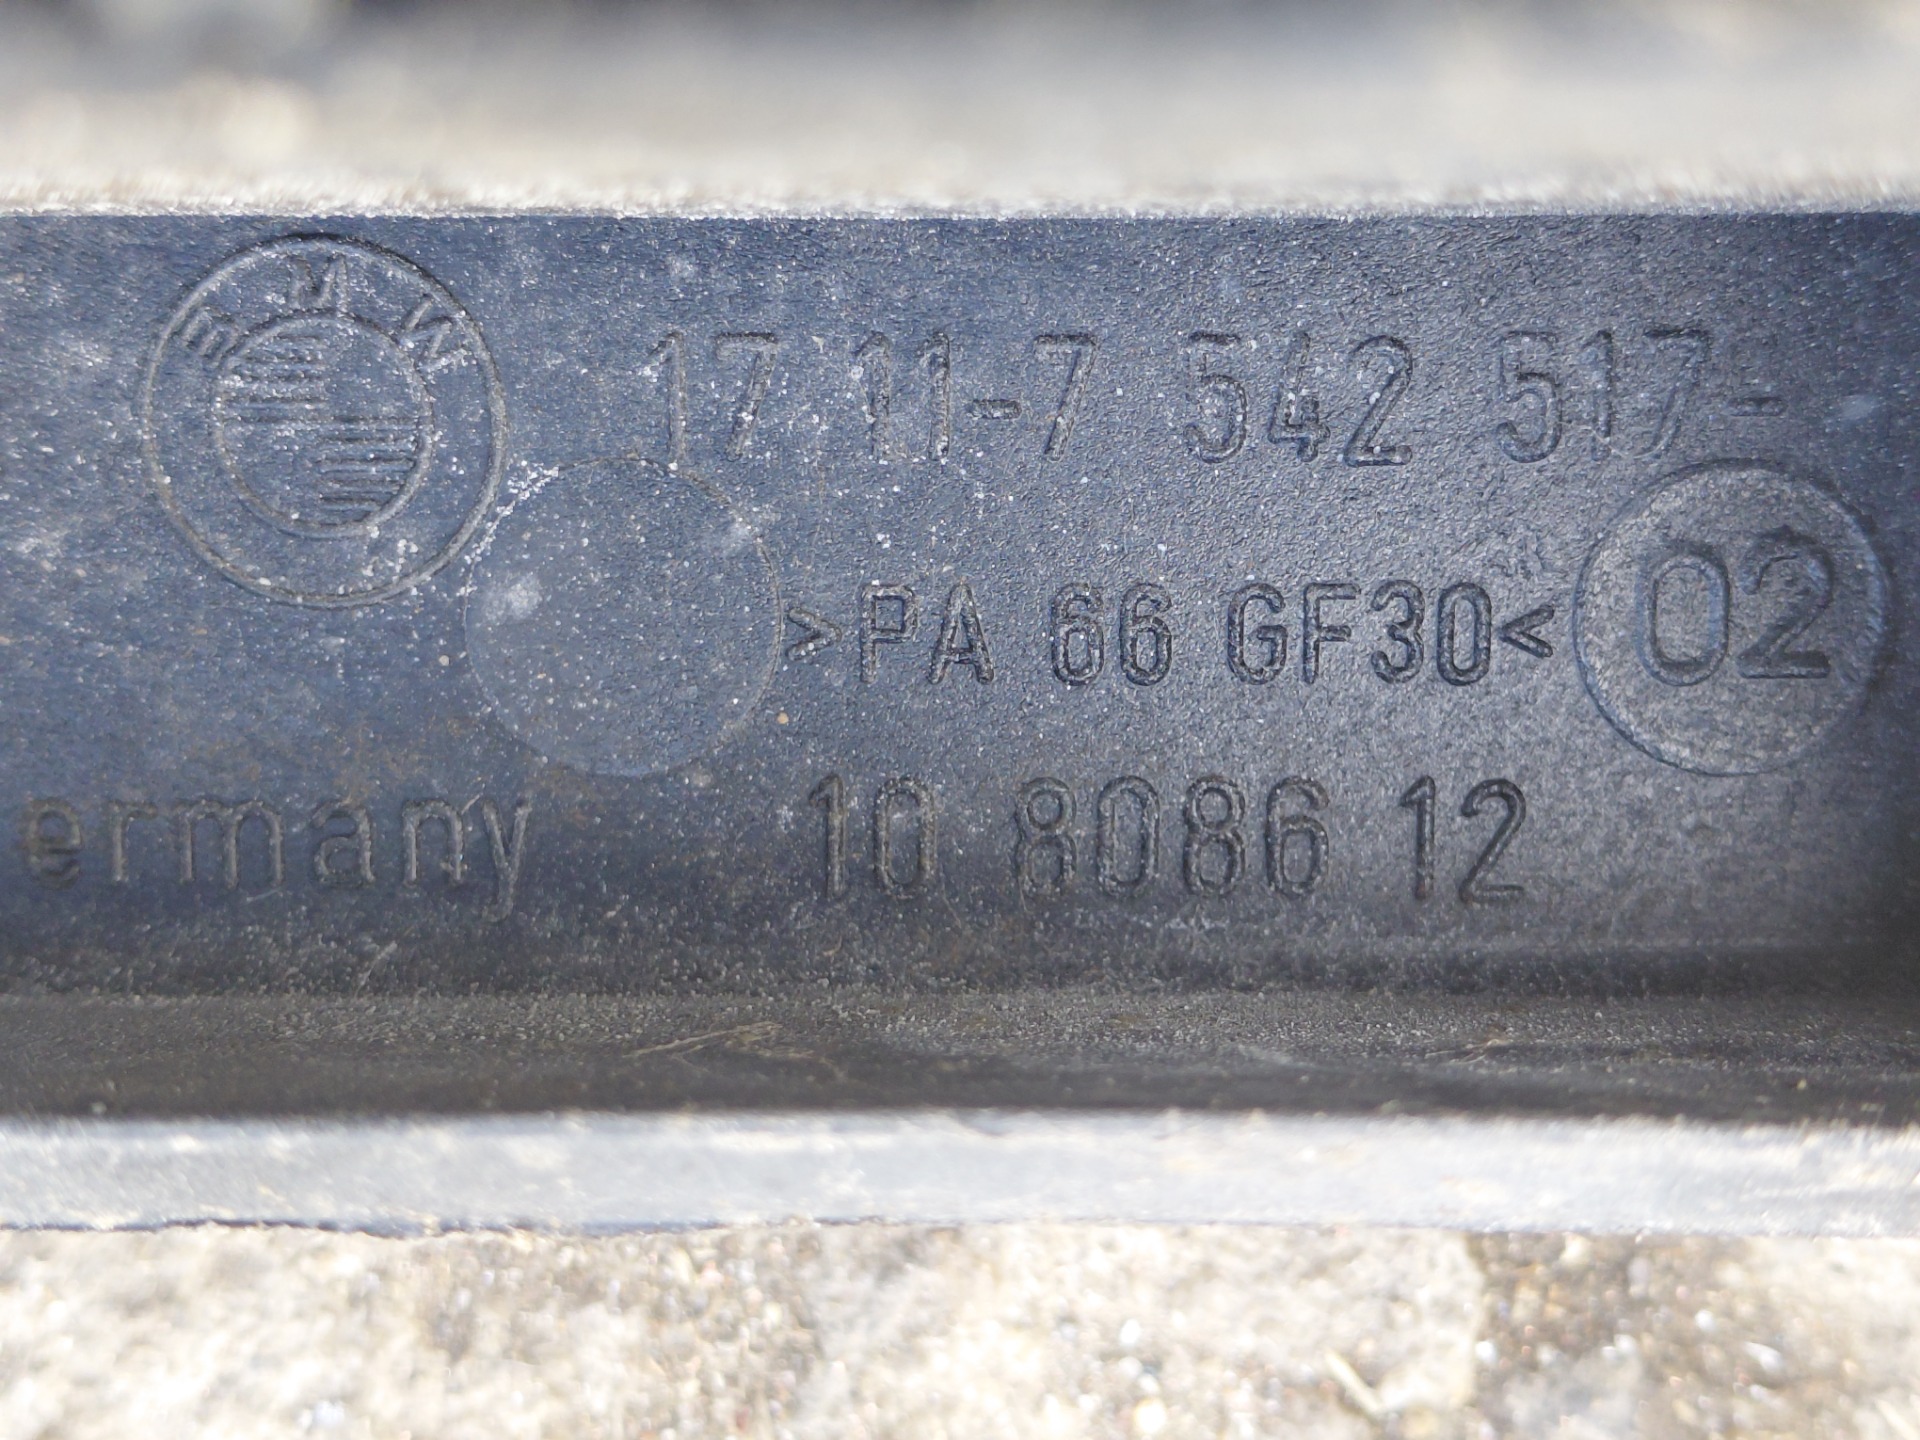 BMW
17 11-7 542 517-
>PA 66 GF30<
02
ermany
10 8086 12